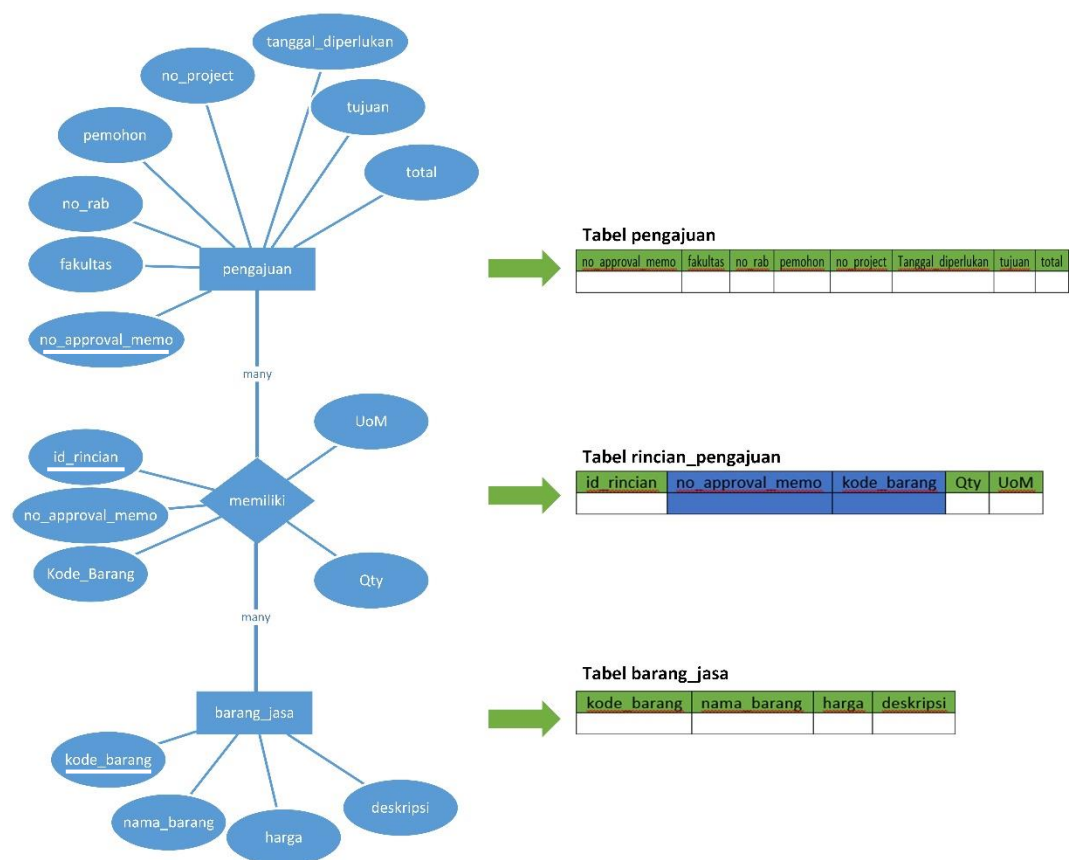 tanggal_diperlukan
no_project
tujuan
pemohon
total
no_rab
fakultas
pengajuan
no_approval_memo
many
Tabel pengajuan
no_approval_memo fakultas no_rab pemohon no_project Tanggal_diperlukan tujuan total
UoM
id_rincian
memiliki
no_approval_memo
Kode_Barang
Qty
many
Tabel rincian_pengajuan
id_rincian no_approval_memo kode_barang Qty UoM
barang_jasa
kode_barang
deskripsi
nama_barang
harga
Tabel barang_jasa
kode_barang nama_barang harga deskripsi